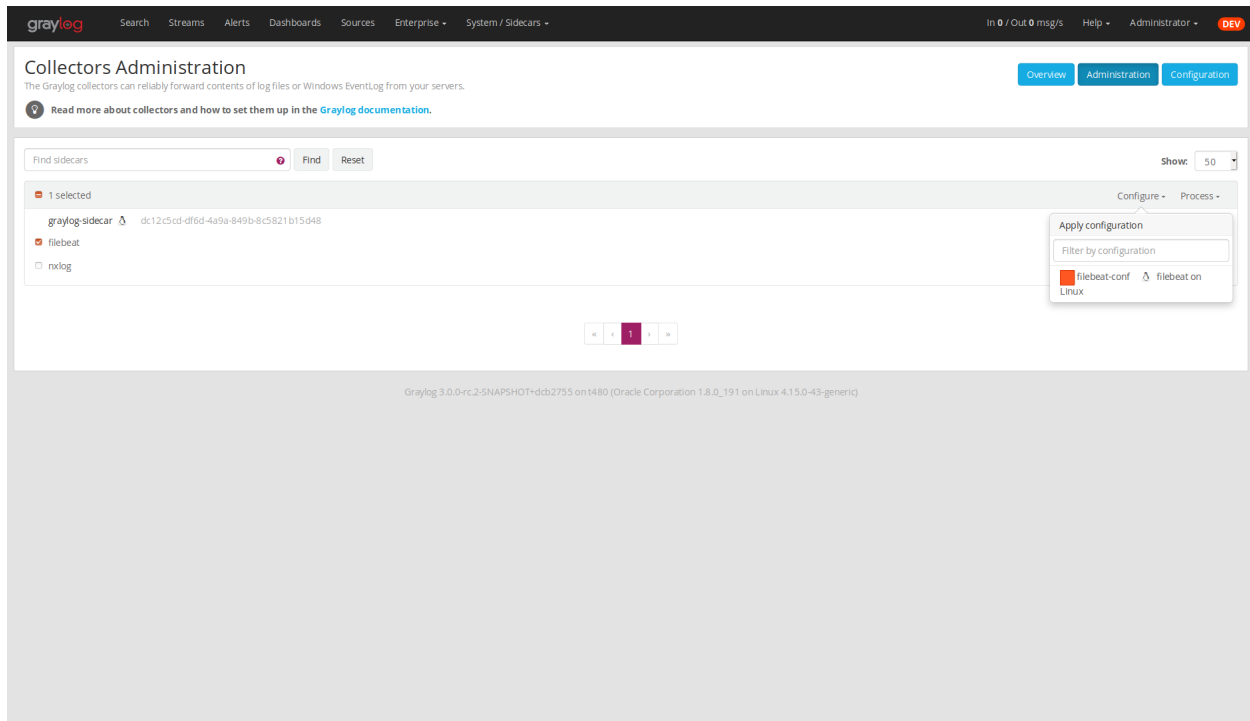 graylog Search Streams Alerts Dashboards Sources Enterprise System / Sidecars In 0 / Out 0 msg/s Help Administrator DEV
Collectors Administration
The Graylog collectors can reliably forward contents of log files or Windows EventLog from your servers.
Overview Administration Configuration
Read more about collectors and how to set them up in the Graylog documentation.
Find sidecars Find Reset Show: 50
1 selected Configure Process
graylog-sidecar dc12c5cd-df6d-4a9a-849b-8c5821b15d48
filebeat
nxlog
Apply configuration
Filter by configuration
filebeat-conf filebeat on
Linux
« ‹ 1 › »
Graylog 3.0.0-rc.2-SNAPSHOT+dcb2755 on t480 (Oracle Corporation 1.8.0_191 on Linux 4.15.0-43-generic)